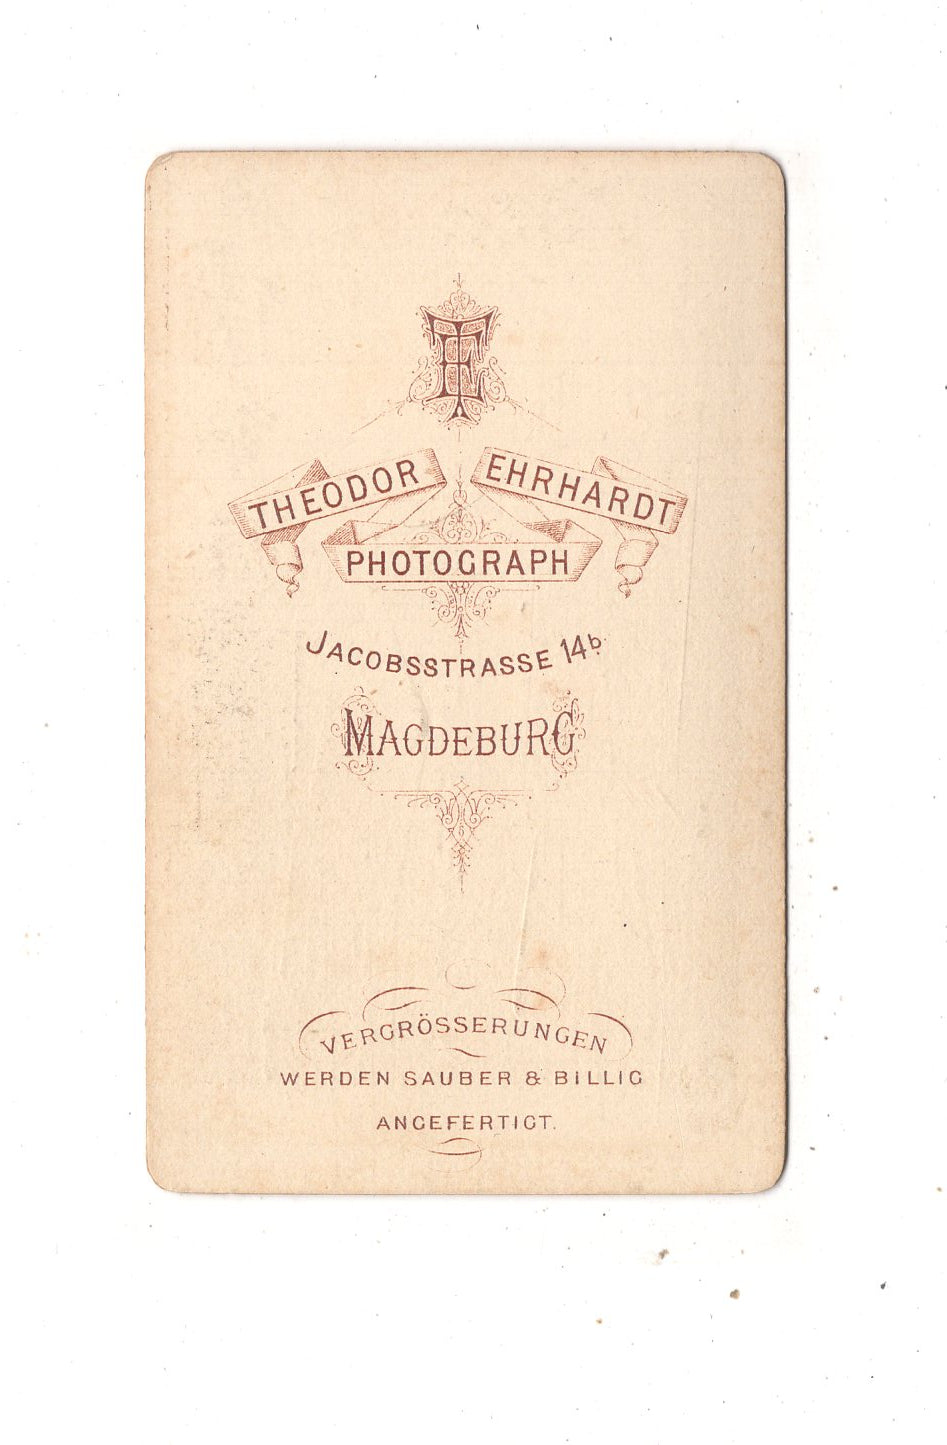 TE
THEODOR EHRHARDT
PHOTOGRAPH
JACOBSSTRASSE 14b.
MAGDEBURG
VERGRÖSSERUNGEN
WERDEN SAUBER & BILLIG
ANGEFERTIGT.